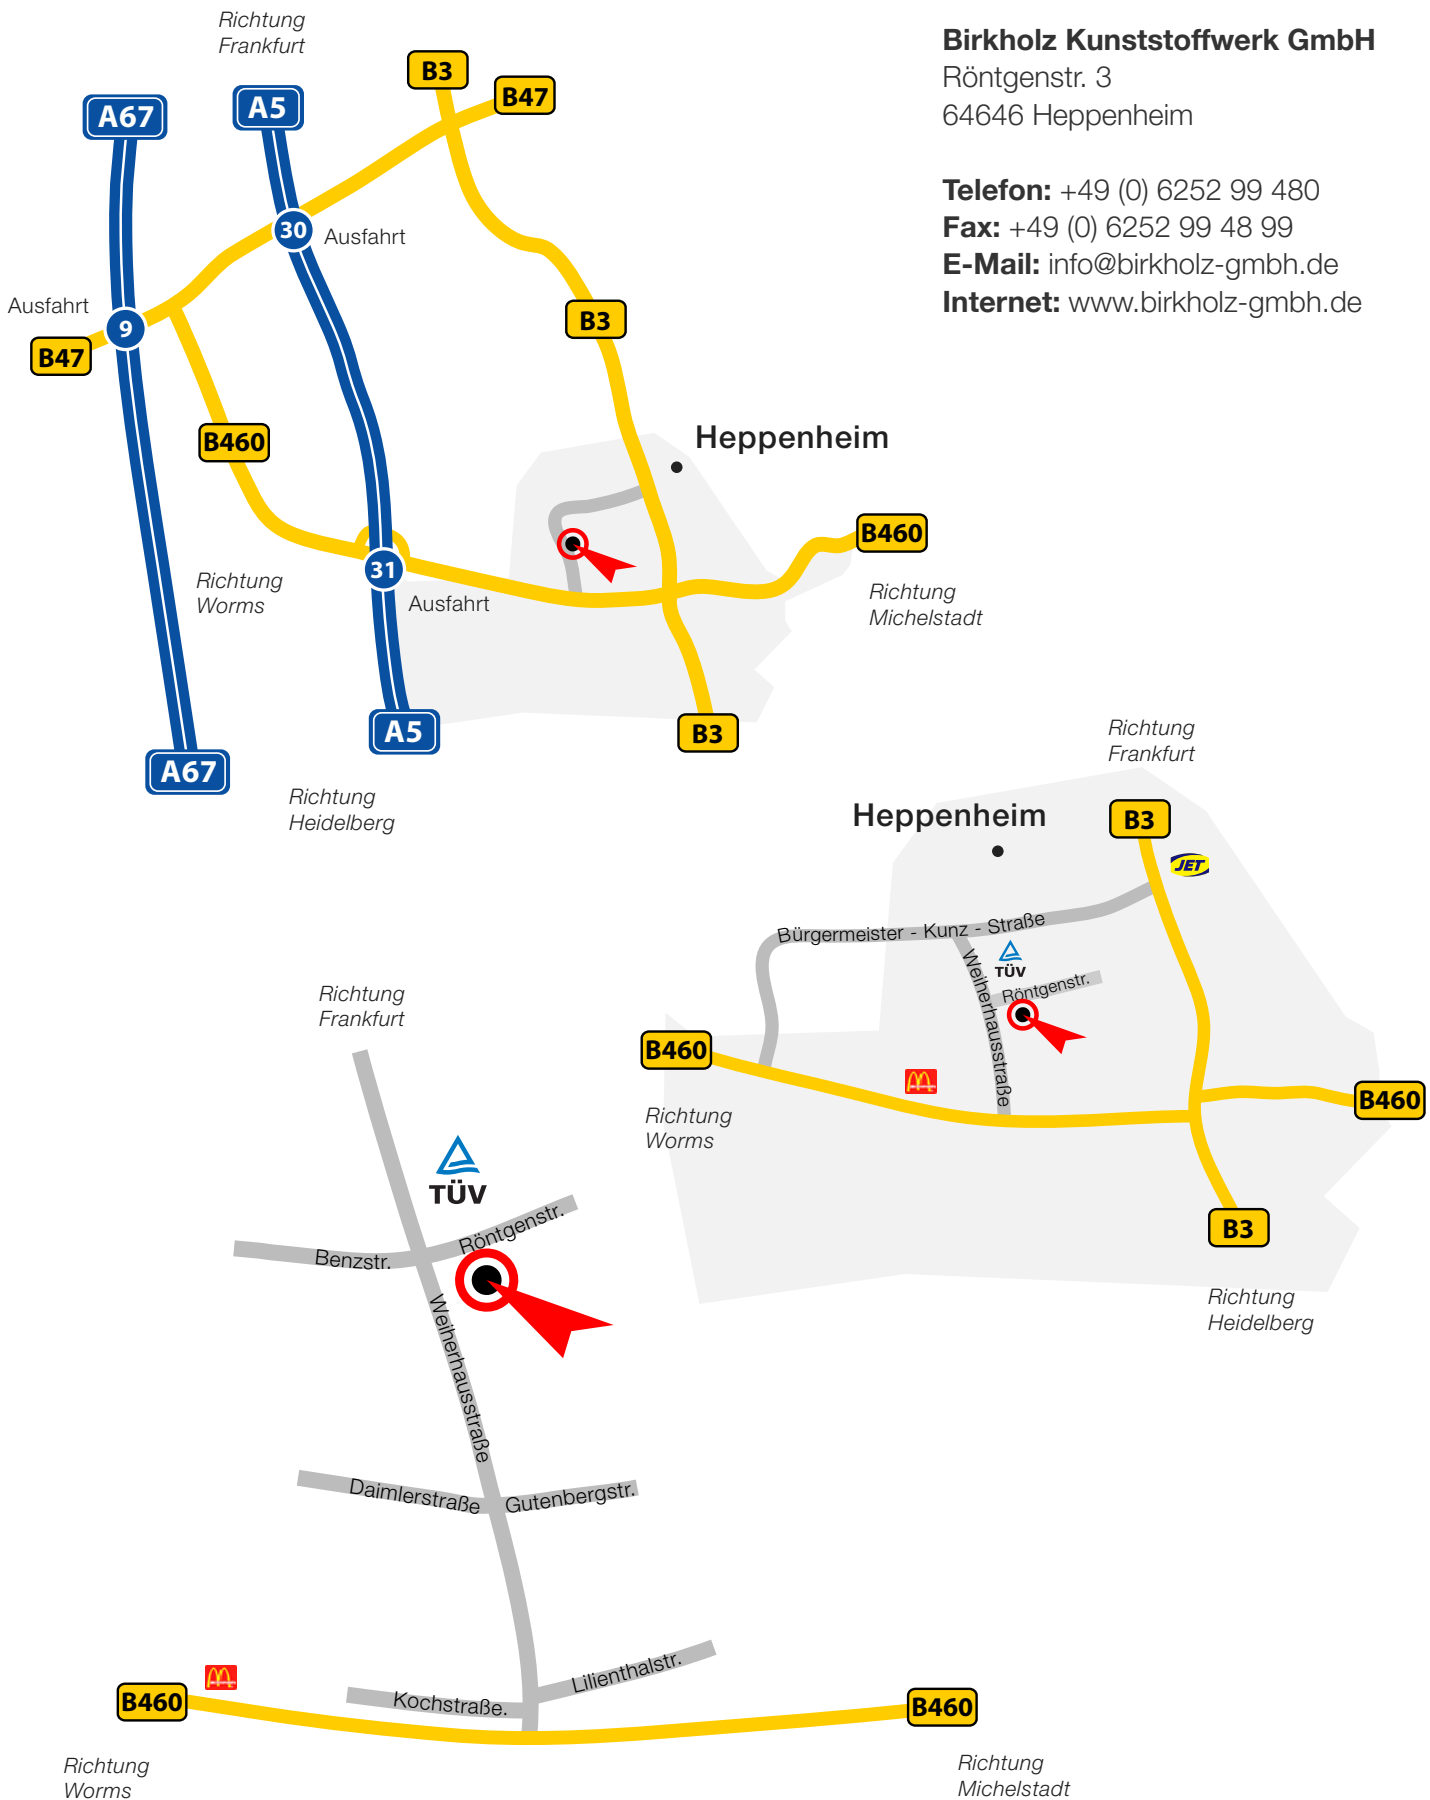 Richtung
Frankfurt
B3
B47
A67
A5
30
Ausfahrt
Ausfahrt
9
B47
B3
B460
Heppenheim
B460
Richtung
Michelstadt
31
Ausfahrt
Richtung
Worms
A5
B3
A67
Richtung
Heidelberg
Birkholz Kunststoffwerk GmbH
Röntgenstr. 3
64646 Heppenheim
Telefon: +49 (0) 6252 99 480
Fax: +49 (0) 6252 99 48 99
E-Mail: info@birkholz-gmbh.de
Internet: www.birkholz-gmbh.de
Richtung
Frankfurt
Heppenheim
B3
JET
Bürgermeister - Kunz - Straße
TÜV
Weiherhausstraße
Röntgenstr.
B460
Richtung
Worms
B460
B3
Richtung
Heidelberg
Richtung
Frankfurt
TÜV
Röntgenstr.
Benzstr.
Weiherhausstraße
Daimlerstraße
Gutenbergstr.
Lilienthalstr.
Kochstraße.
B460
B460
Richtung
Worms
Richtung
Michelstadt